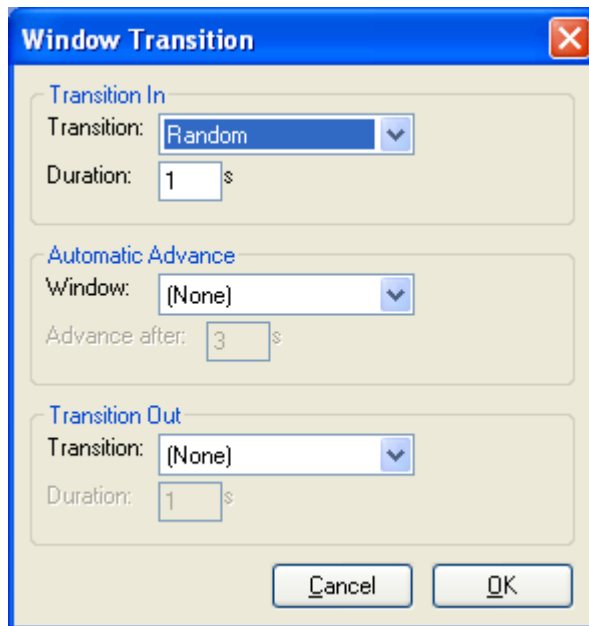 Window Transition
Transition In
Transition: Random
Duration: 1 s
Automatic Advance
Window: (None)
Advance after: 3 s
Transition Out
Transition: (None)
Duration: 1 s
Cancel OK